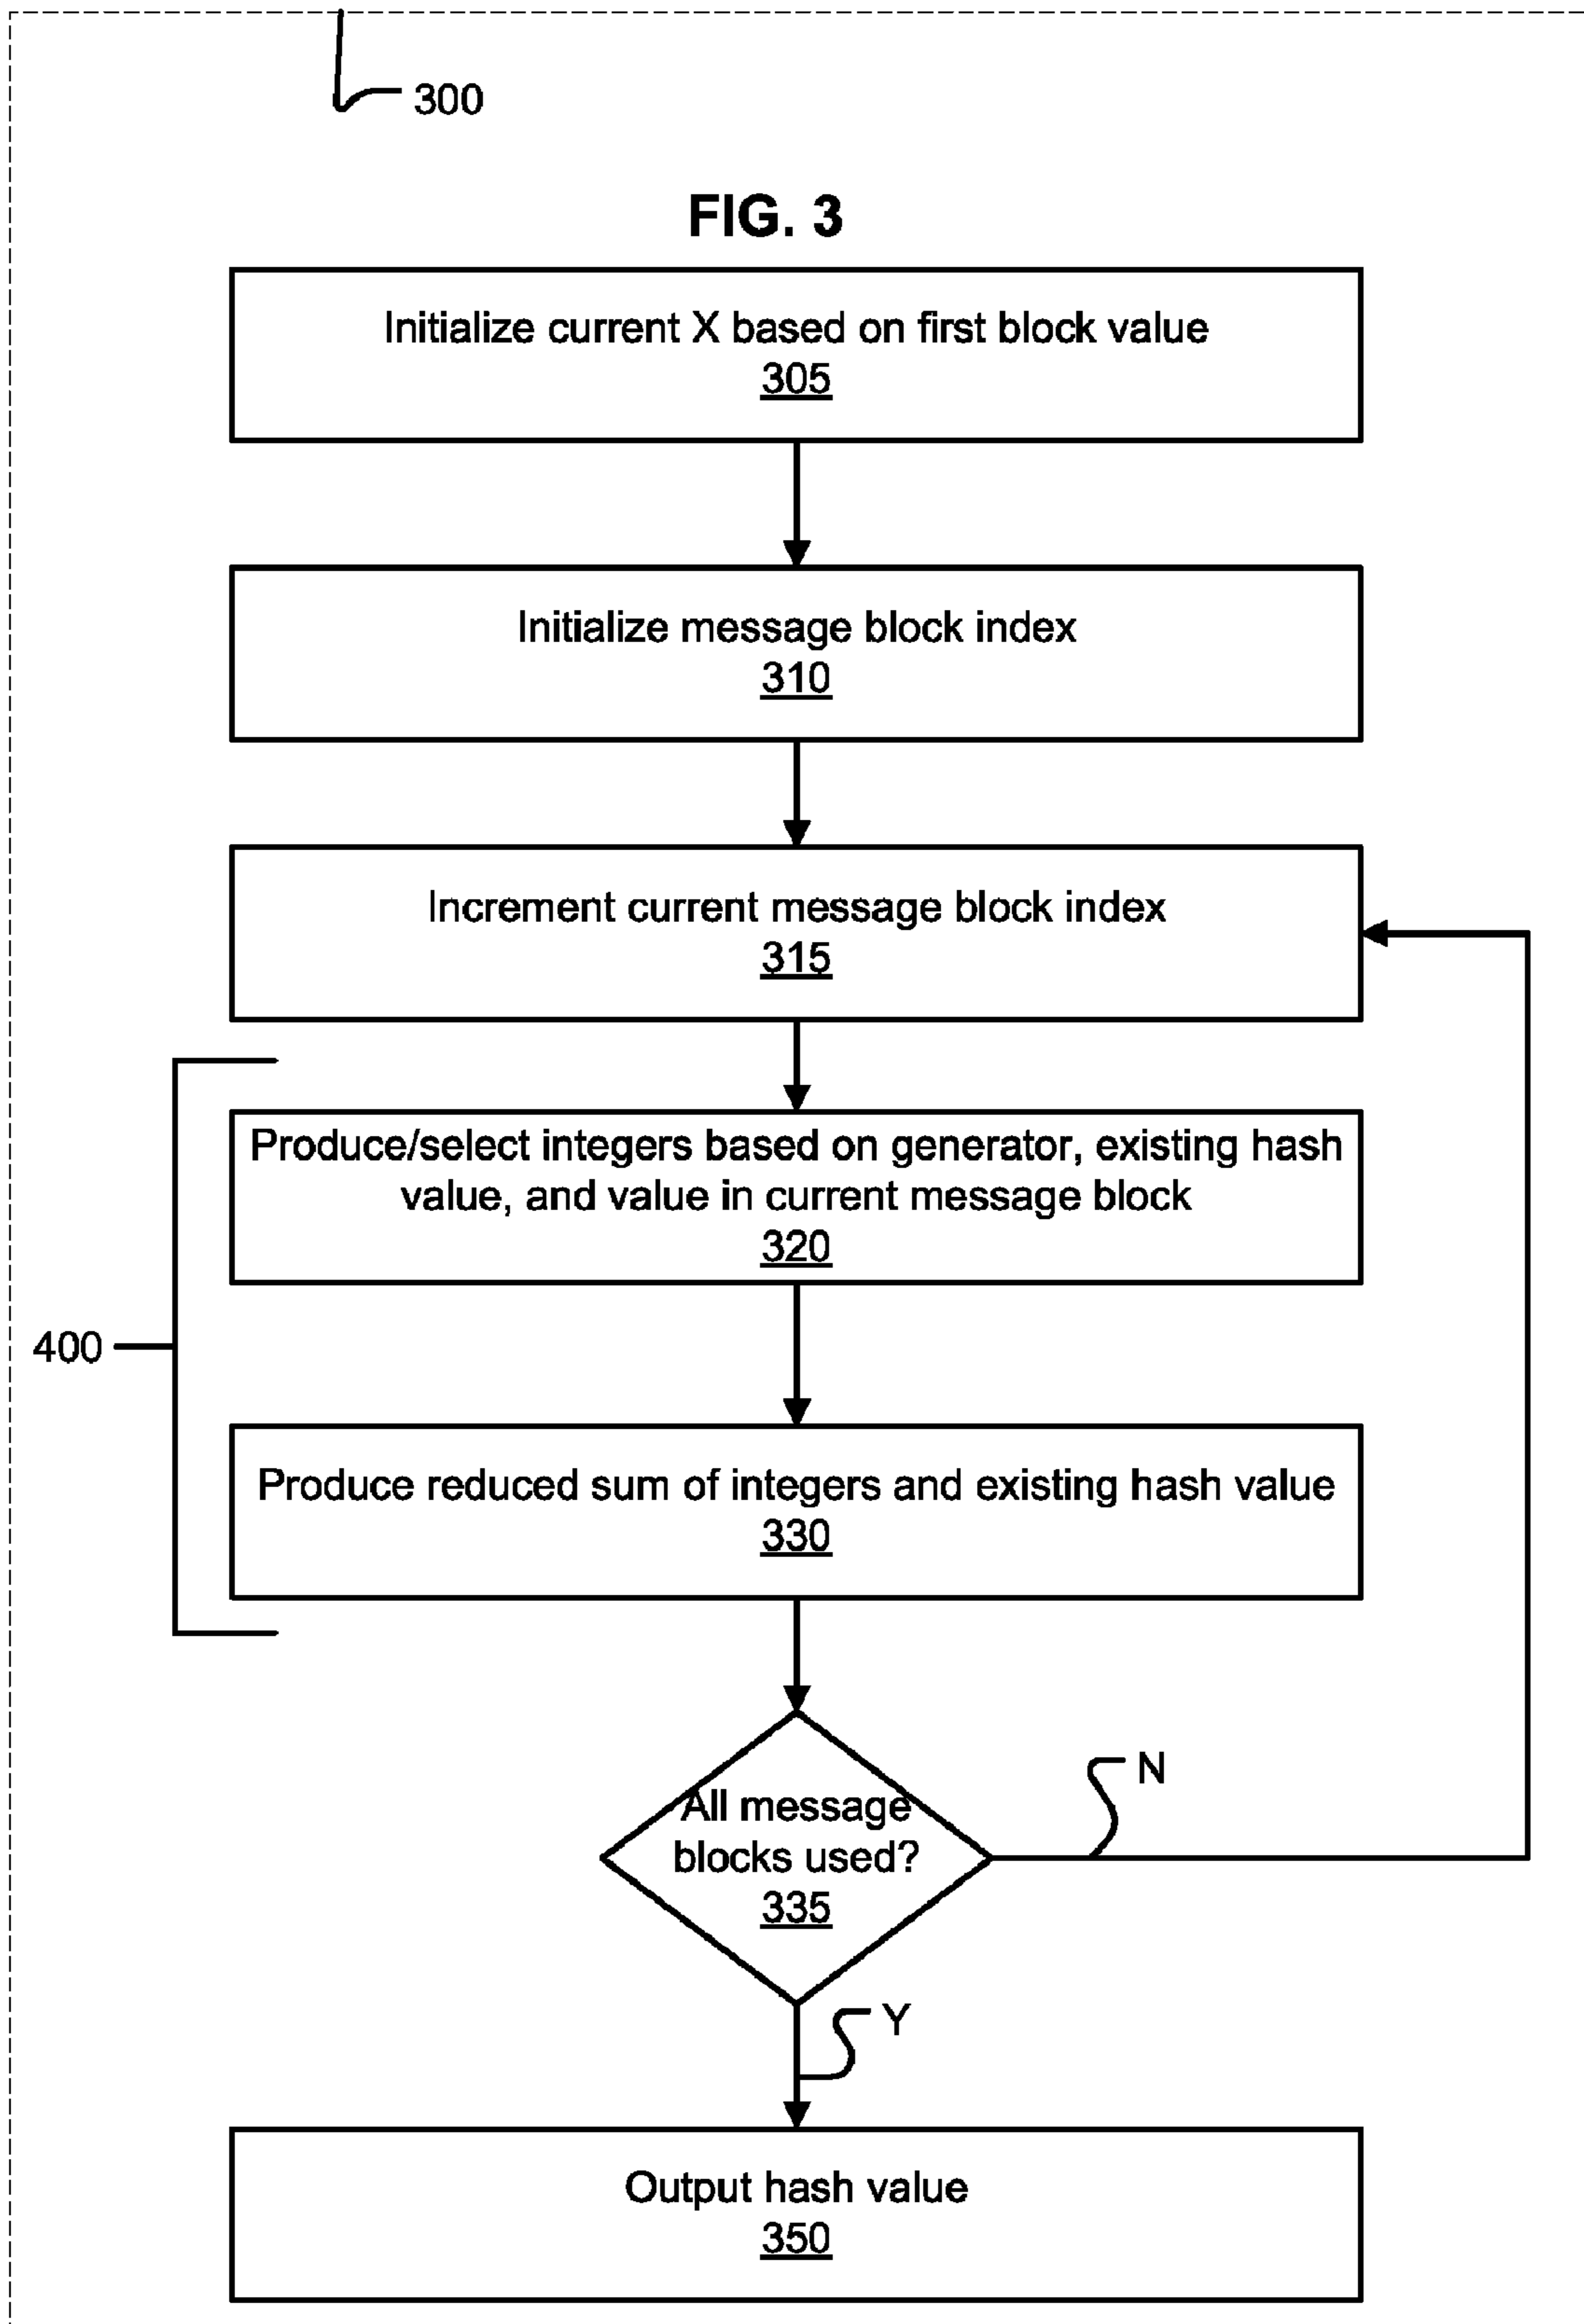 300
FIG. 3
Initialize current X based on first block value
305
Initialize message block index
310
Increment current message block index
315
Produce/select integers based on generator, existing hash
value, and value in current message block
320
400
Produce reduced sum of integers and existing hash value
330
All message
blocks used?
335
N
Y
Output hash value
350